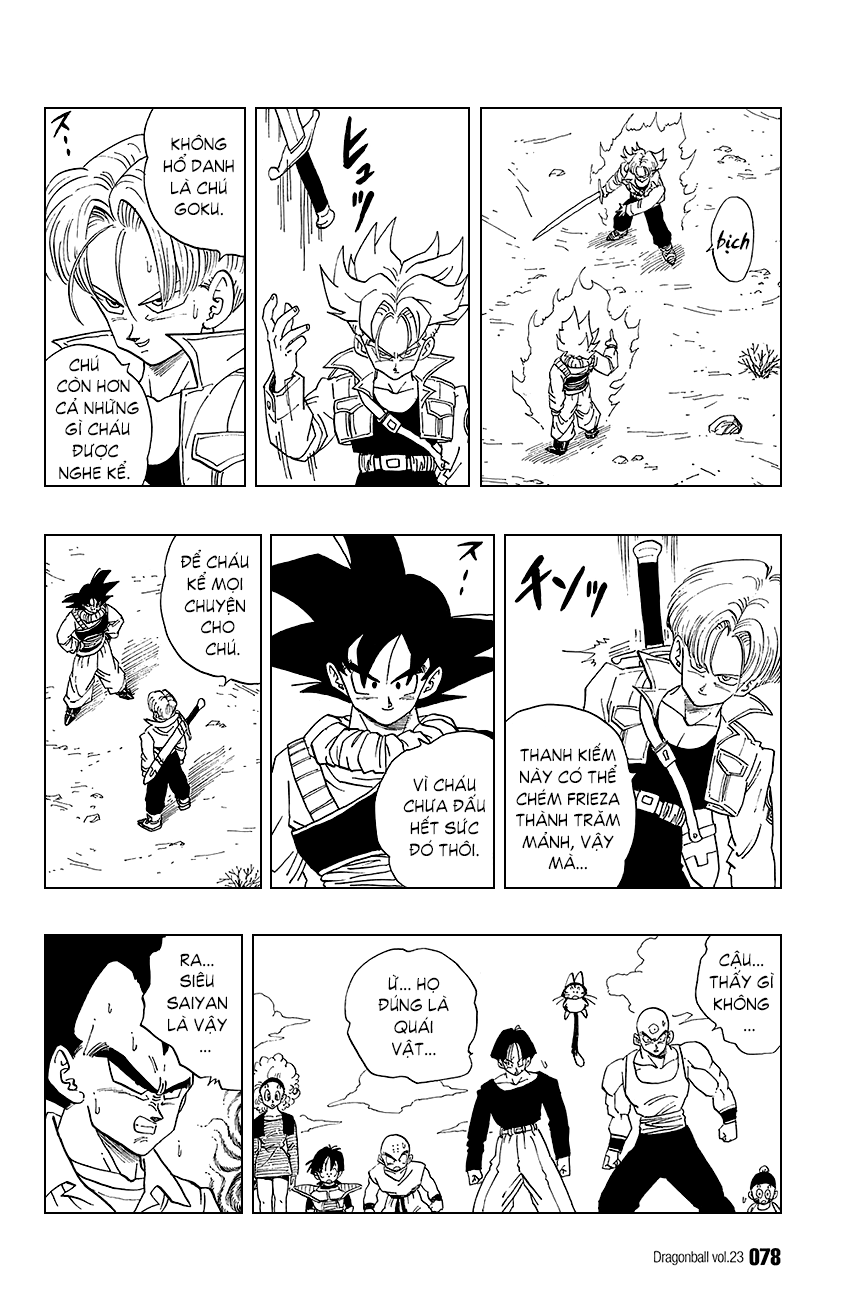 bịch
ヒュッ
ス…
KHÔNG
HỔ DANH
LÀ CHÚ
GOKU.
CHÚ
CÒN HƠN
CẢ NHỮNG
GÌ CHÁU
ĐƯỢC
NGHE KỂ.
チンッ
THANH KIẾM
NÀY CÓ THỂ
CHÉM FRIEZA
THÀNH TRĂM
MẢNH, VẬY
MÀ...
ス…
VÌ CHÁU
CHƯA ĐẤU
HẾT SỨC
ĐÓ THÔI.
ĐỂ CHÁU
KỂ MỌI
CHUYỆN
CHO
CHÚ.
CẬU...
THẤY GÌ
KHÔNG
...
Ừ... HỌ
ĐÚNG LÀ
QUÁI
VẬT...
RA...
SIÊU
SAIYAN
LÀ VẬY
...
Dragonball vol.23 078